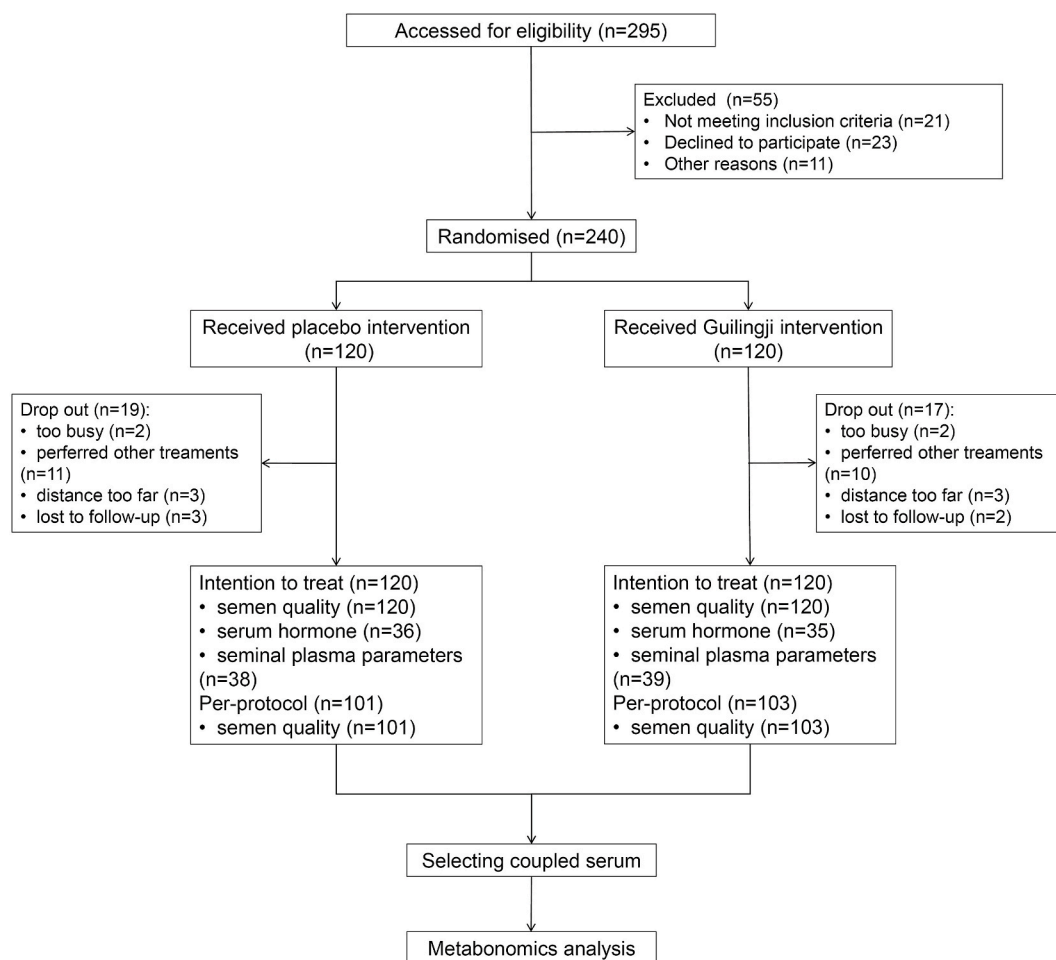 Accessed for eligibility (n=295)
Excluded (n=55)
• Not meeting inclusion criteria (n=21)
• Declined to participate (n=23)
• Other reasons (n=11)
Randomised (n=240)
Received placebo intervention
(n=120)
Received Guilingji intervention
(n=120)
Drop out (n=19):
• too busy (n=2)
• perferred other treaments
(n=11)
• distance too far (n=3)
• lost to follow-up (n=3)
Drop out (n=17):
• too busy (n=2)
• perferred other treaments
(n=10)
• distance too far (n=3)
• lost to follow-up (n=2)
Intention to treat (n=120)
• semen quality (n=120)
• serum hormone (n=36)
• seminal plasma parameters
(n=38)
Per-protocol (n=101)
• semen quality (n=101)
Intention to treat (n=120)
• semen quality (n=120)
• serum hormone (n=35)
• seminal plasma parameters
(n=39)
Per-protocol (n=103)
• semen quality (n=103)
Selecting coupled serum
Metabonomics analysis